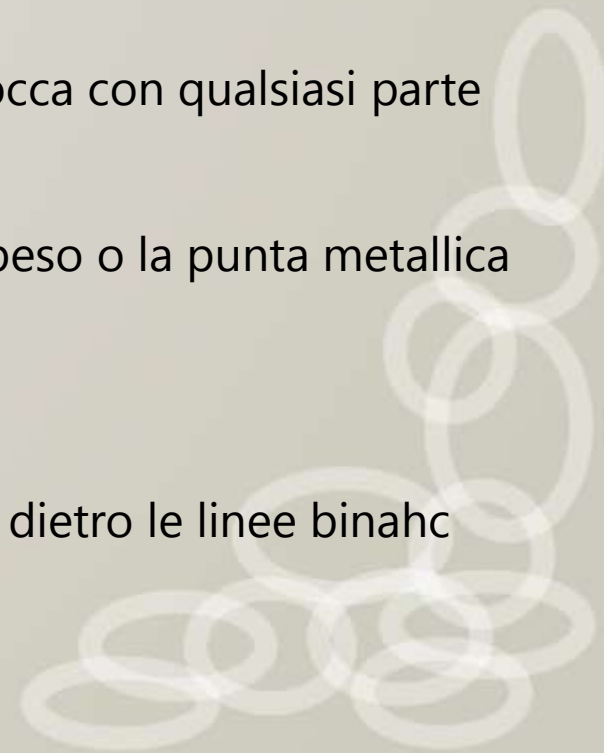 occa con qualsiasi parte
peso o la punta metallica
dietro le linee binahc